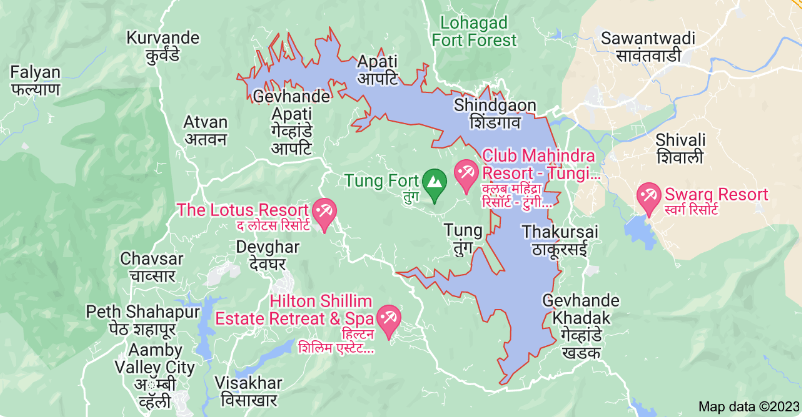 Lohagad
Fort Forest
Kurvande
कुर्वंडे
Sawantwadi
सावंतवाडी
Apati
आपटि
Falyan
फल्याण
Gevhande
Apati
गेव्हांडे
आपटि
Shindgaon
शिंडगाव
Atvan
अतवन
Shivali
शिवाली
Club Mahindra
Resort - Tungi...
क्लब महिंद्रा
रिसॉर्ट - टुंगी...
Tung Fort
तुंग
Swarg Resort
स्वर्ग रिसोर्ट
The Lotus Resort
द लोटस रिसोर्ट
Tung
तुंग
Thakursai
ठाकूरसई
Devghar
देवघर
Chavsar
चाव्सार
Hilton Shillim
Estate Retreat & Spa
हिल्टन
शिलिम एस्टेट...
Gevhande
Khadak
गेव्हांडे
खडक
Peth Shahapur
पेठ शहापूर
Aamby
Valley City
अॅम्बी
व्हॅली
Visakhar
विसाखार
Map data ©2023